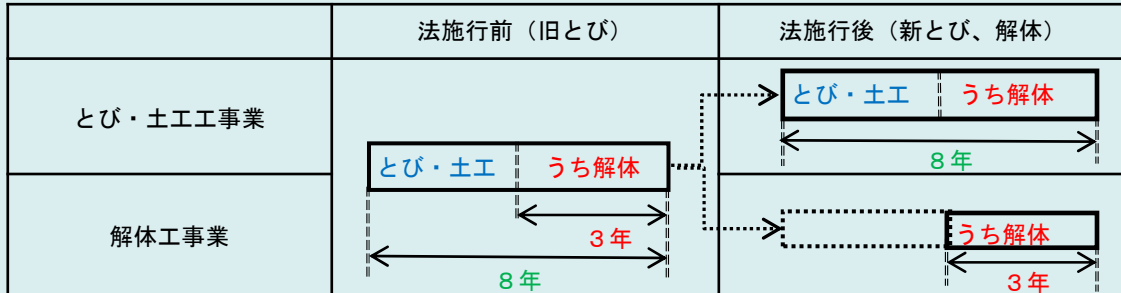 法施行前（旧とび）
法施行後（新とび、解体）
とび・土工工事業
とび・土工
うち解体
8年
とび・土工
うち解体
3年
8年
解体工事業
うち解体
3年